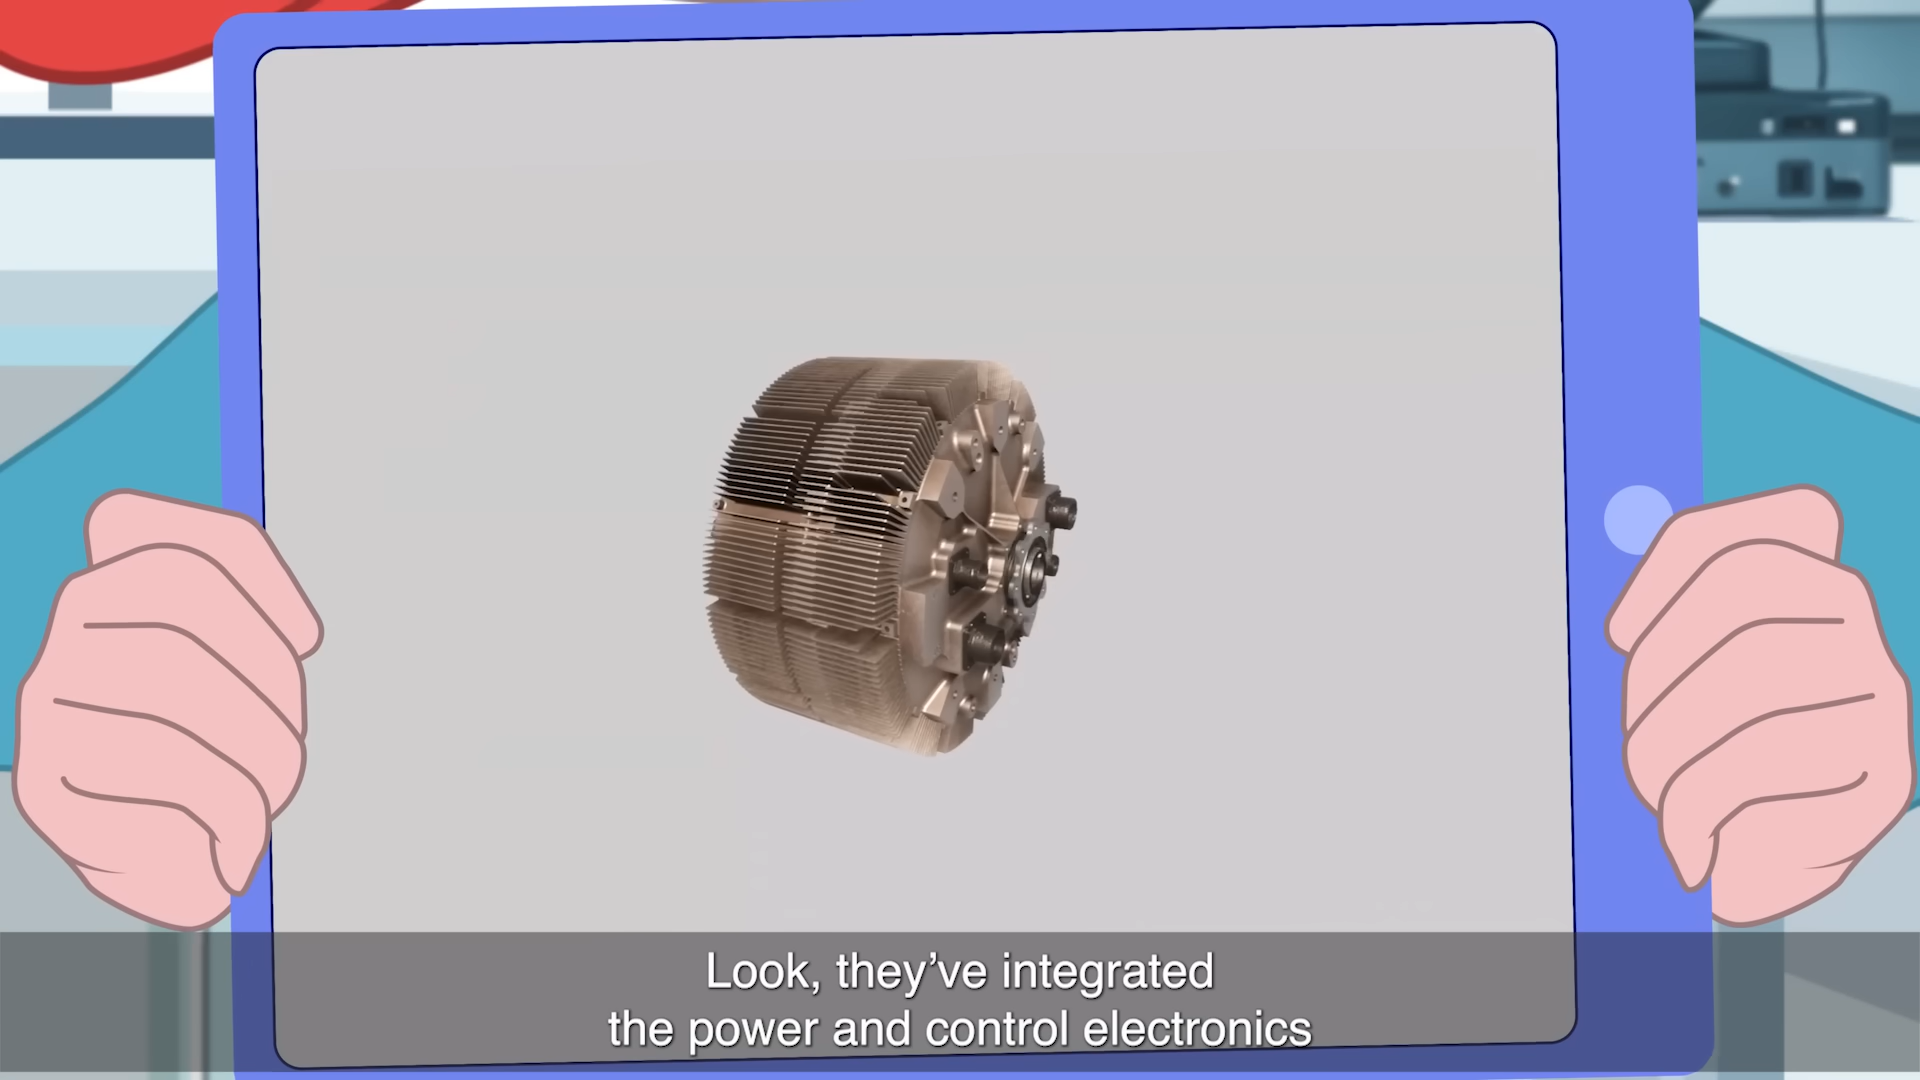 Look, they’ve integrated
the power and control electronics